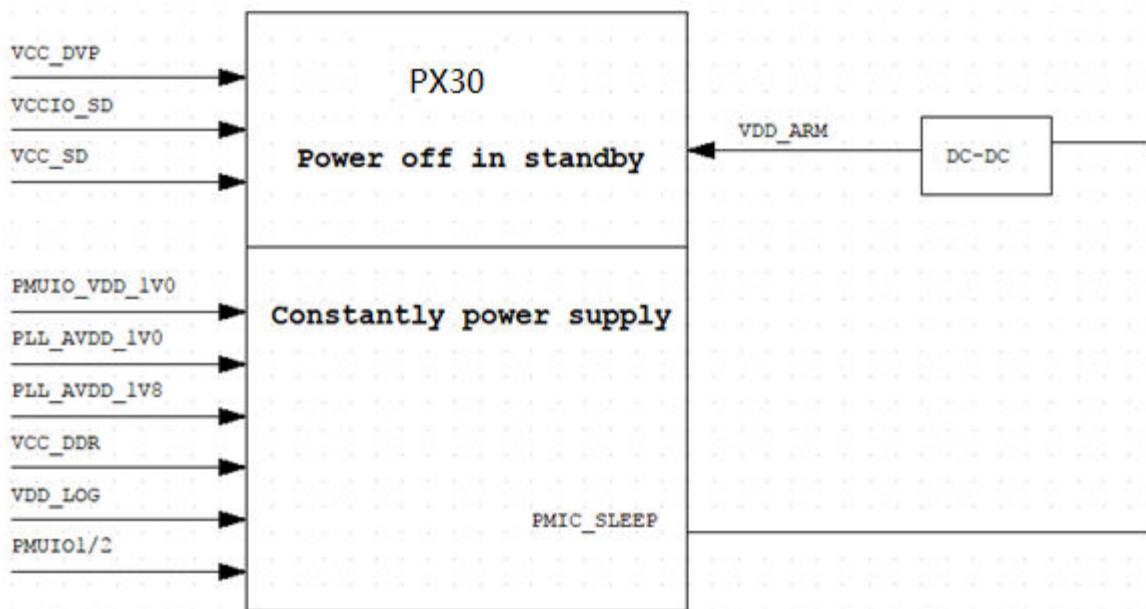 VCC_DVP
VCCIO_SD
VCC_SD
PX30
Power off in standby
VDD_ARM
DC-DC
PMUIO_VDD_1V0
PLL_AVDD_1V0
PLL_AVDD_1V8
VCC_DDR
VDD_LOG
PMUIO1/2
Constantly power supply
PMIC_SLEEP